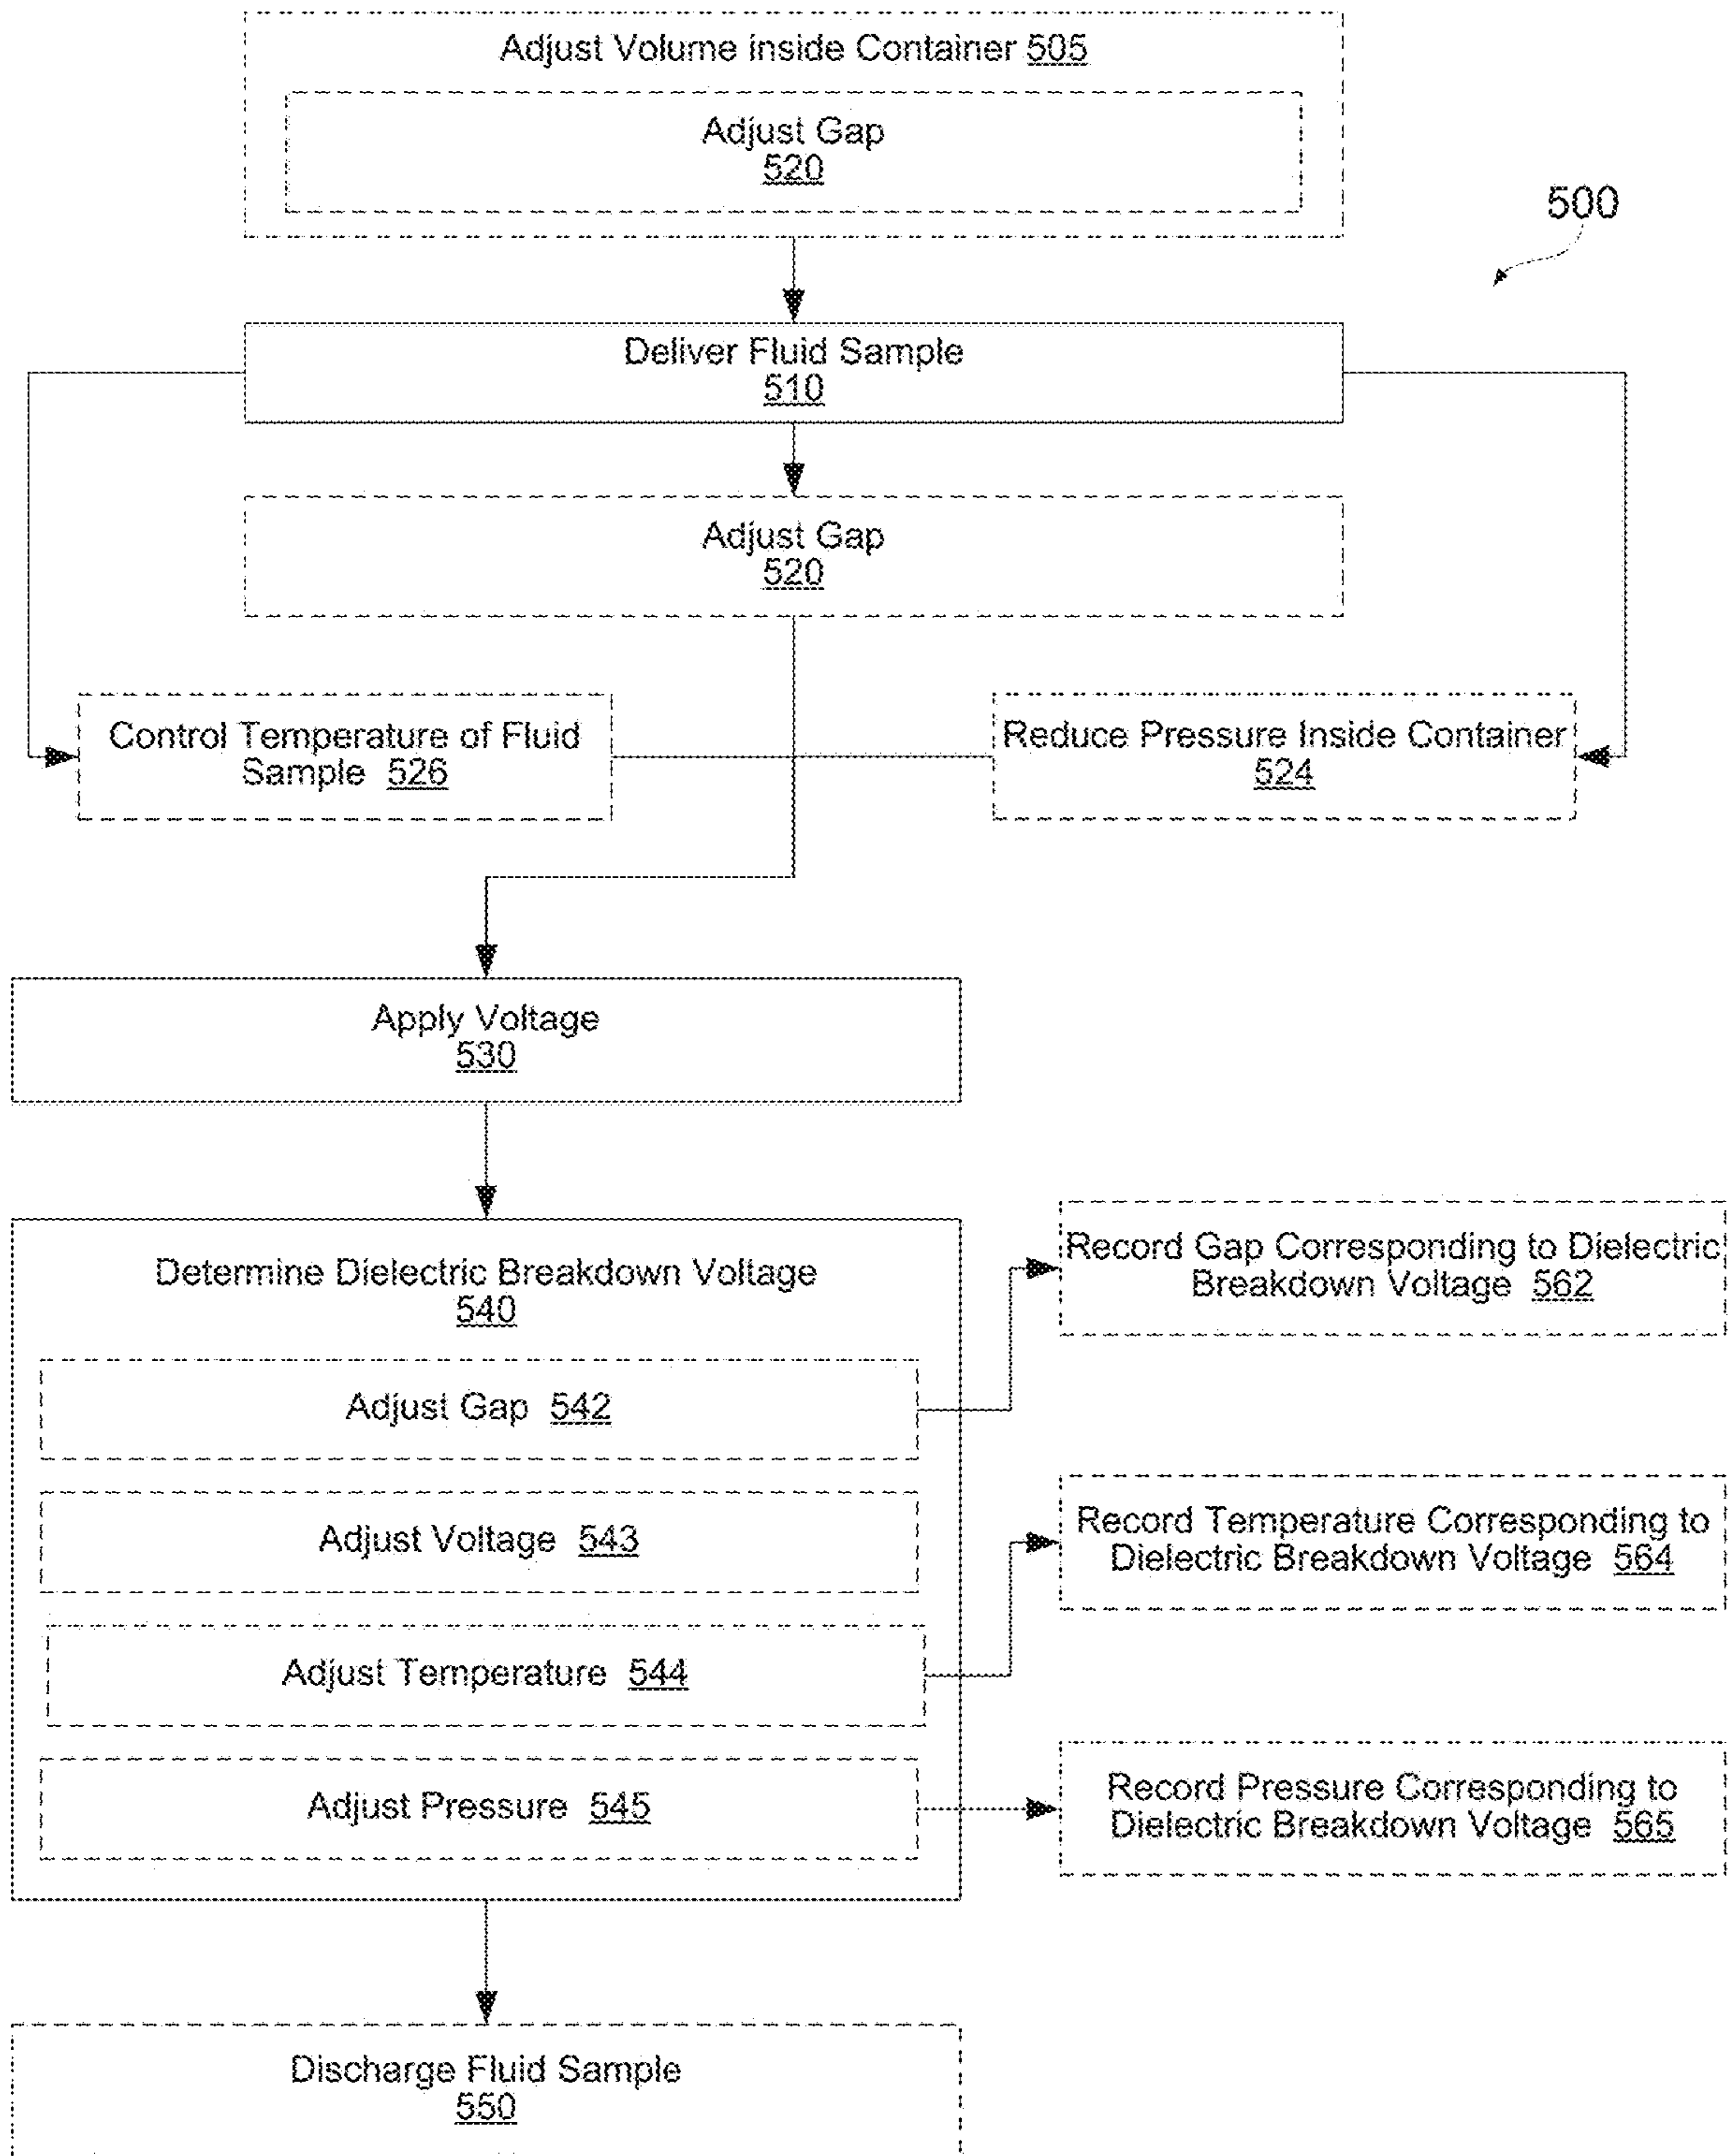 Adjust Volume inside Container 505
Adjust Gap
520
500
Deliver Fluid Sample
510
Adjust Gap
520
Control Temperature of Fluid
Sample 526
Reduce Pressure Inside Container
524
Apply Voltage
530
Determine Dielectric Breakdown Voltage
540
Adjust Gap 542
Adjust Voltage 543
Adjust Temperature 544
Adjust Pressure 545
Record Gap Corresponding to Dielectric
Breakdown Voltage 562
Record Temperature Corresponding to
Dielectric Breakdown Voltage 564
Record Pressure Corresponding to
Dielectric Breakdown Voltage 565
Discharge Fluid Sample
550